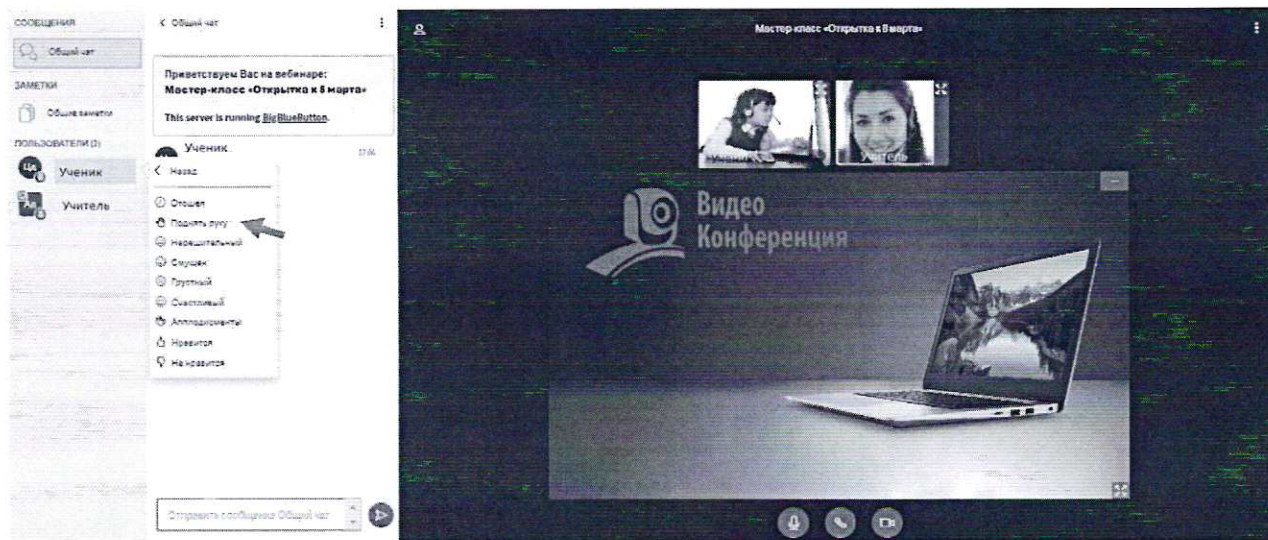 СООБЩЕНИЯ
Общий чат
ЗАМЕТКИ
Общие заметки
ПОЛЬЗОВАТЕЛИ (2)
Ученик
Учитель
Общий чат
Приветствуем Вас на вебинаре:
Мастер-класс «Открытка к 8 марта»
This server is running BigBlueButton.
Ученик
Назад
Отошел
Поднять руку
Нерешительный
Смущен
Грустный
Счастливый
Апплодисменты
Нравится
Не нравится
Отправить сообщение Общий чат
Мастер-класс «Открытка к 8 марта»
Ученик
Учитель
Видео
Конференция